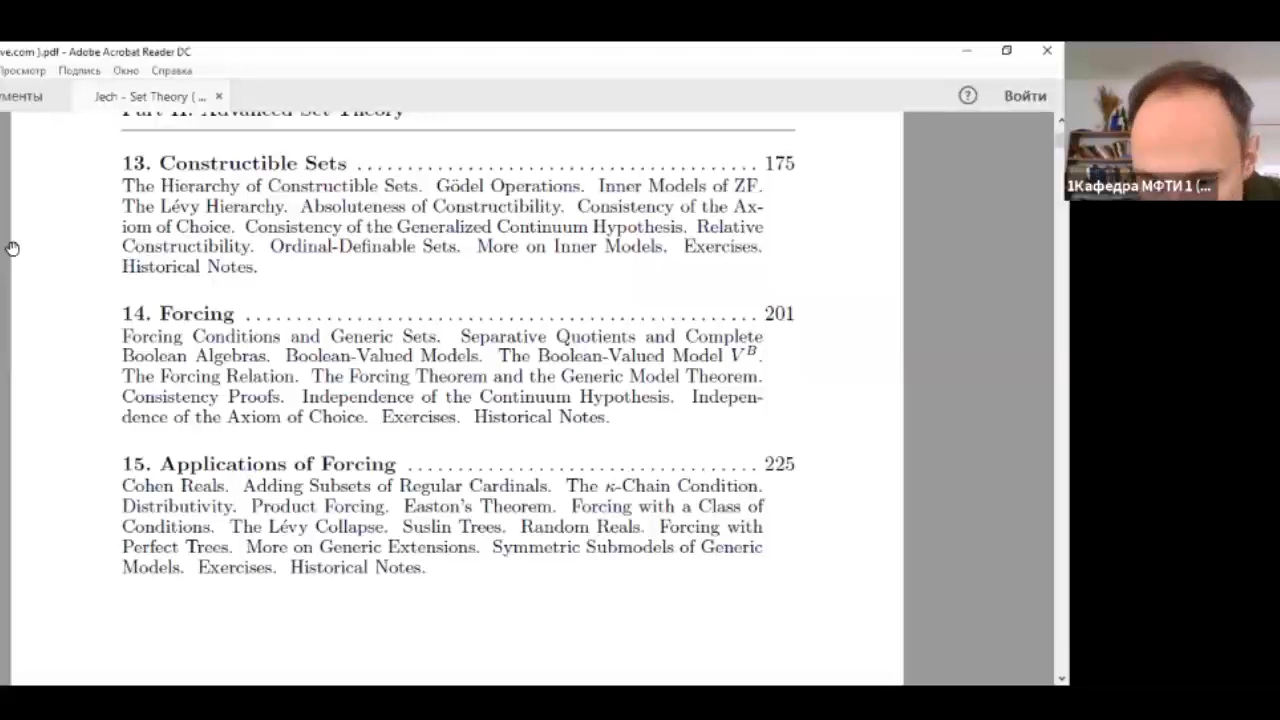 ve.com ).pdf - Adobe Acrobat Reader DC
Просмотр Подпись Окно Справка
ументы Jech - Set Theory ( ... × Войти
Part II. Advanced Set Theory
13. Constructible Sets ........................................ 175
The Hierarchy of Constructible Sets. Gödel Operations. Inner Models of ZF.
The Lévy Hierarchy. Absoluteness of Constructibility. Consistency of the Ax-
iom of Choice. Consistency of the Generalized Continuum Hypothesis. Relative
Constructibility. Ordinal-Definable Sets. More on Inner Models. Exercises.
Historical Notes.
14. Forcing .................................................. 201
Forcing Conditions and Generic Sets. Separative Quotients and Complete
Boolean Algebras. Boolean-Valued Models. The Boolean-Valued Model V^B.
The Forcing Relation. The Forcing Theorem and the Generic Model Theorem.
Consistency Proofs. Independence of the Continuum Hypothesis. Indepen-
dence of the Axiom of Choice. Exercises. Historical Notes.
15. Applications of Forcing ................................... 225
Cohen Reals. Adding Subsets of Regular Cardinals. The κ-Chain Condition.
Distributivity. Product Forcing. Easton's Theorem. Forcing with a Class of
Conditions. The Lévy Collapse. Suslin Trees. Random Reals. Forcing with
Perfect Trees. More on Generic Extensions. Symmetric Submodels of Generic
Models. Exercises. Historical Notes.
1Кафедра МФТИ 1 (...